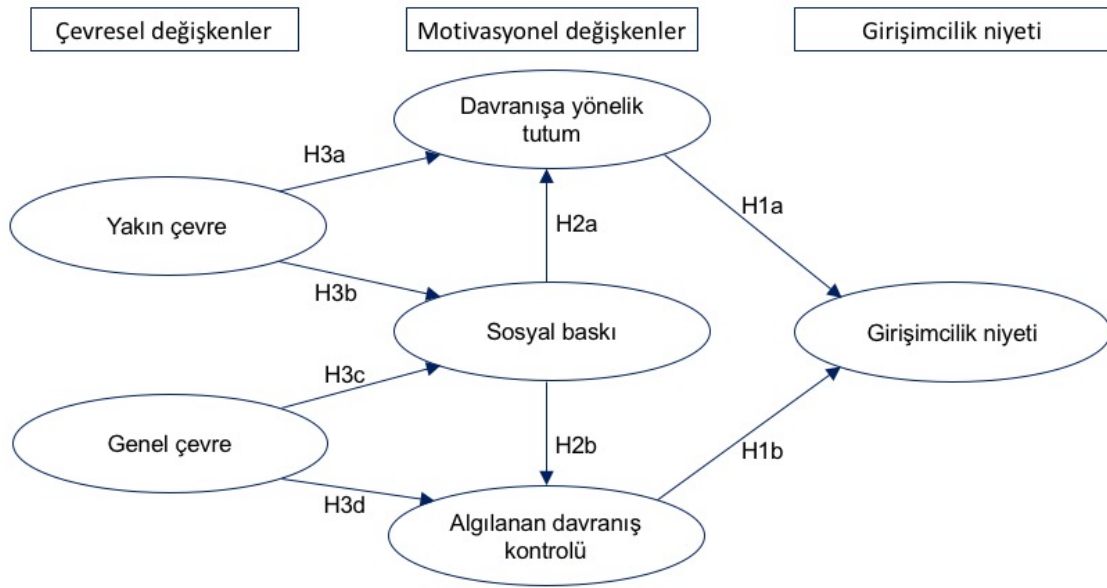 Çevresel değişkenler
Motivasyonel değişkenler
Girişimcilik niyeti
Davranışa yönelik
tutum
H3a
H1a
Yakın çevre
H2a
H3b
Sosyal baskı
Girişimcilik niyeti
H3c
Genel çevre
H2b
H1b
H3d
Algılanan davranış
kontrolü